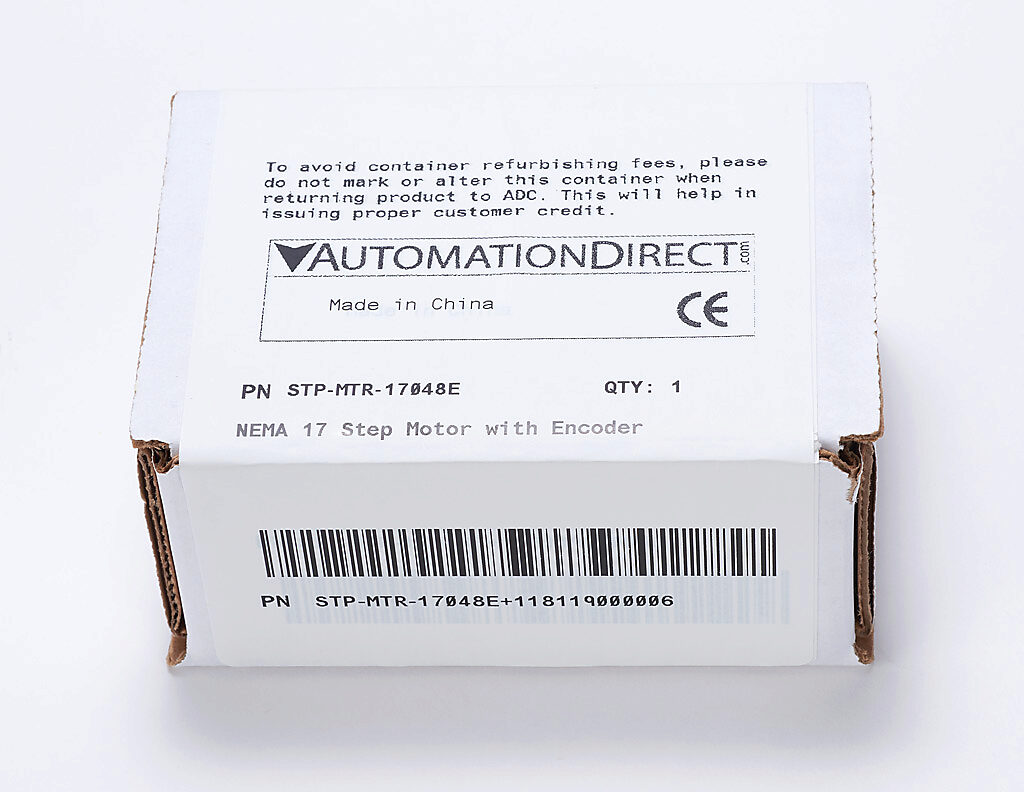 To avoid container refurbishing fees, please
do not mark or alter this container when
returning product to ADC. This will help in
issuing proper customer credit.
AUTOMATIONDIRECT.com
Made in China
CE
PN STP-MTR-17048E QTY: 1
NEMA 17 Step Motor with Encoder
PN STP-MTR-17048E+118119000006